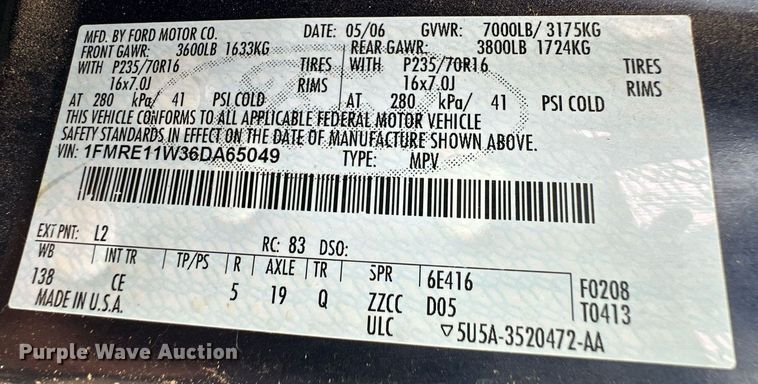 MFD. BY FORD MOTOR CO. DATE: 05/06 GVWR: 7000LB/ 3175KG
FRONT GAWR: 3600LB 1633KG REAR GAWR: 3800LB 1724KG
WITH P235/70R16 TIRES WITH P235/70R16 TIRES
16x7.0J RIMS 16x7.0J RIMS
AT 280 kPa/ 41 PSI COLD AT 280 kPa/ 41 PSI COLD
THIS VEHICLE CONFORMS TO ALL APPLICABLE FEDERAL MOTOR VEHICLE
SAFETY STANDARDS IN EFFECT ON THE DATE OF MANUFACTURE SHOWN ABOVE.
VIN: 1FMRE11W36DA65049 TYPE: MPV
EXT PNT: L2 RC: 83 DSO:
WB INT TR TP/PS R AXLE TR SPR 6E416 F0208
138 CE 5 19 Q ZZCC D05 T0413
MADE IN U.S.A. ULC ▽5U5A-3520472-AA
Purple Wave Auction